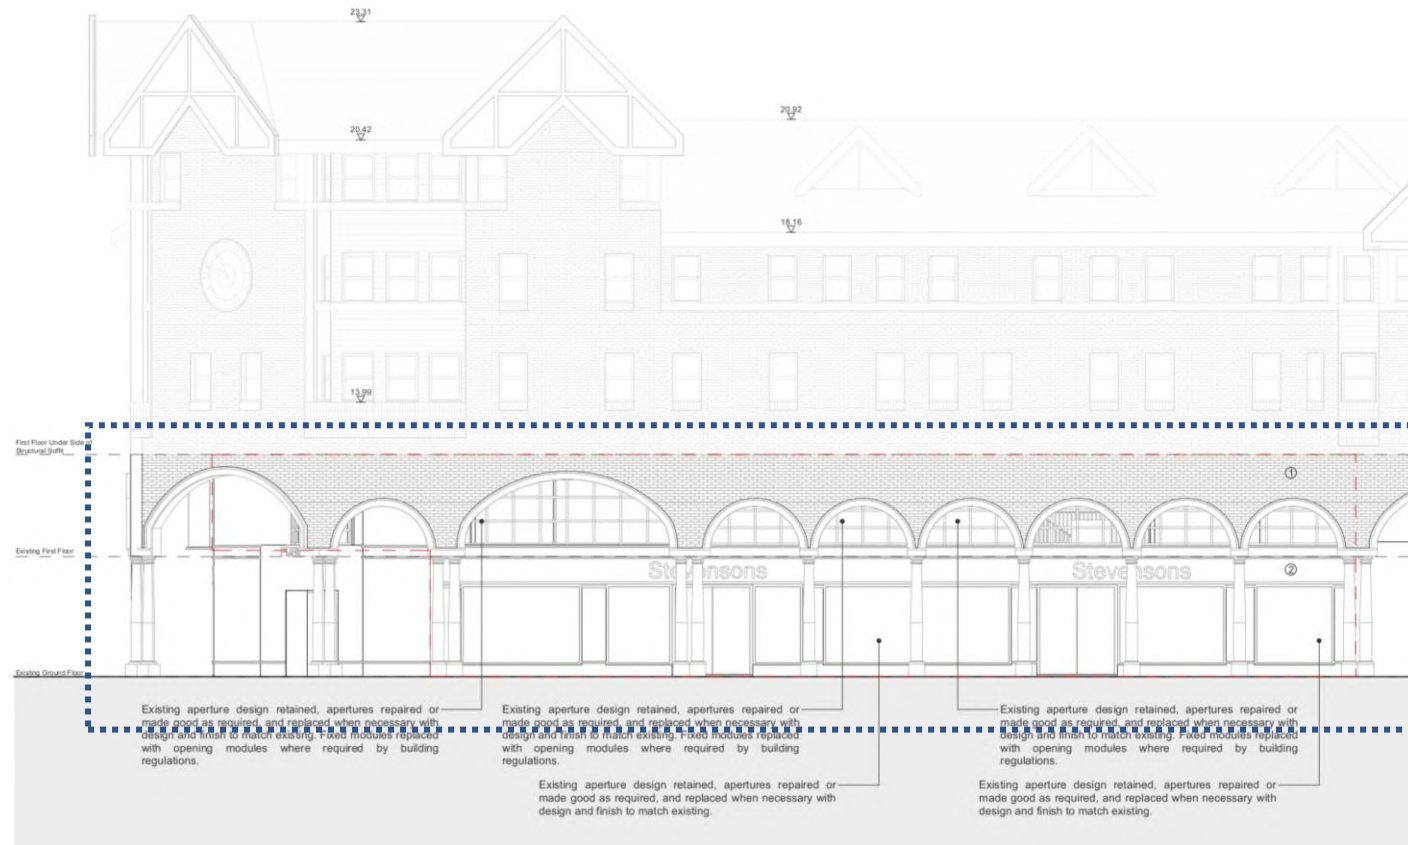 23.31
20.92
20.42
18.16
13.99
First Floor Under Side of
Structural Soffit
①
Existing First Floor
Stevensons
Stevensons
②
Existing Ground Floor
Existing aperture design retained, apertures repaired or
made good as required, and replaced when necessary with
design and finish to match existing. Fixed modules replaced
with opening modules where required by building
regulations.
Existing aperture design retained, apertures repaired or
made good as required, and replaced when necessary with
design and finish to match existing. Fixed modules replaced
with opening modules where required by building
regulations.
Existing aperture design retained, apertures repaired or
made good as required, and replaced when necessary with
design and finish to match existing. Fixed modules replaced
with opening modules where required by building
regulations.
Existing aperture design retained, apertures repaired or
made good as required, and replaced when necessary with
design and finish to match existing.
Existing aperture design retained, apertures repaired or
made good as required, and replaced when necessary with
design and finish to match existing.